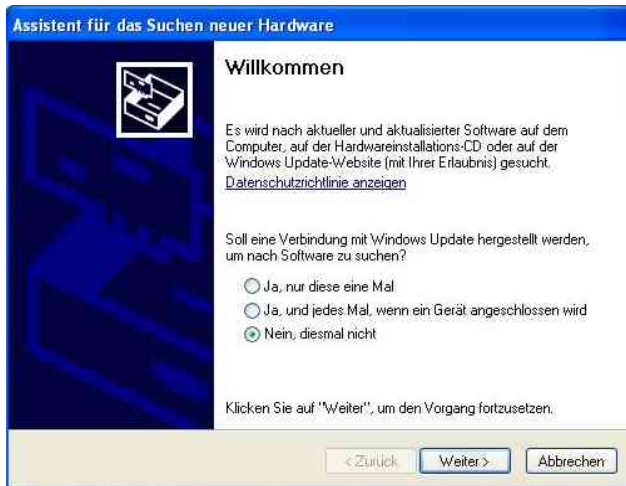 Assistent für das Suchen neuer Hardware
Willkommen
Es wird nach aktueller und aktualisierter Software auf dem
Computer, auf der Hardwareinstallations-CD oder auf der
Windows Update-Website (mit Ihrer Erlaubnis) gesucht.
Datenschutzrichtlinie anzeigen
Soll eine Verbindung mit Windows Update hergestellt werden,
um nach Software zu suchen?
Ja, nur diese eine Mal
Ja, und jedes Mal, wenn ein Gerät angeschlossen wird
Nein, diesmal nicht
Klicken Sie auf "Weiter", um den Vorgang fortzusetzen.
< Zurück Weiter > Abbrechen